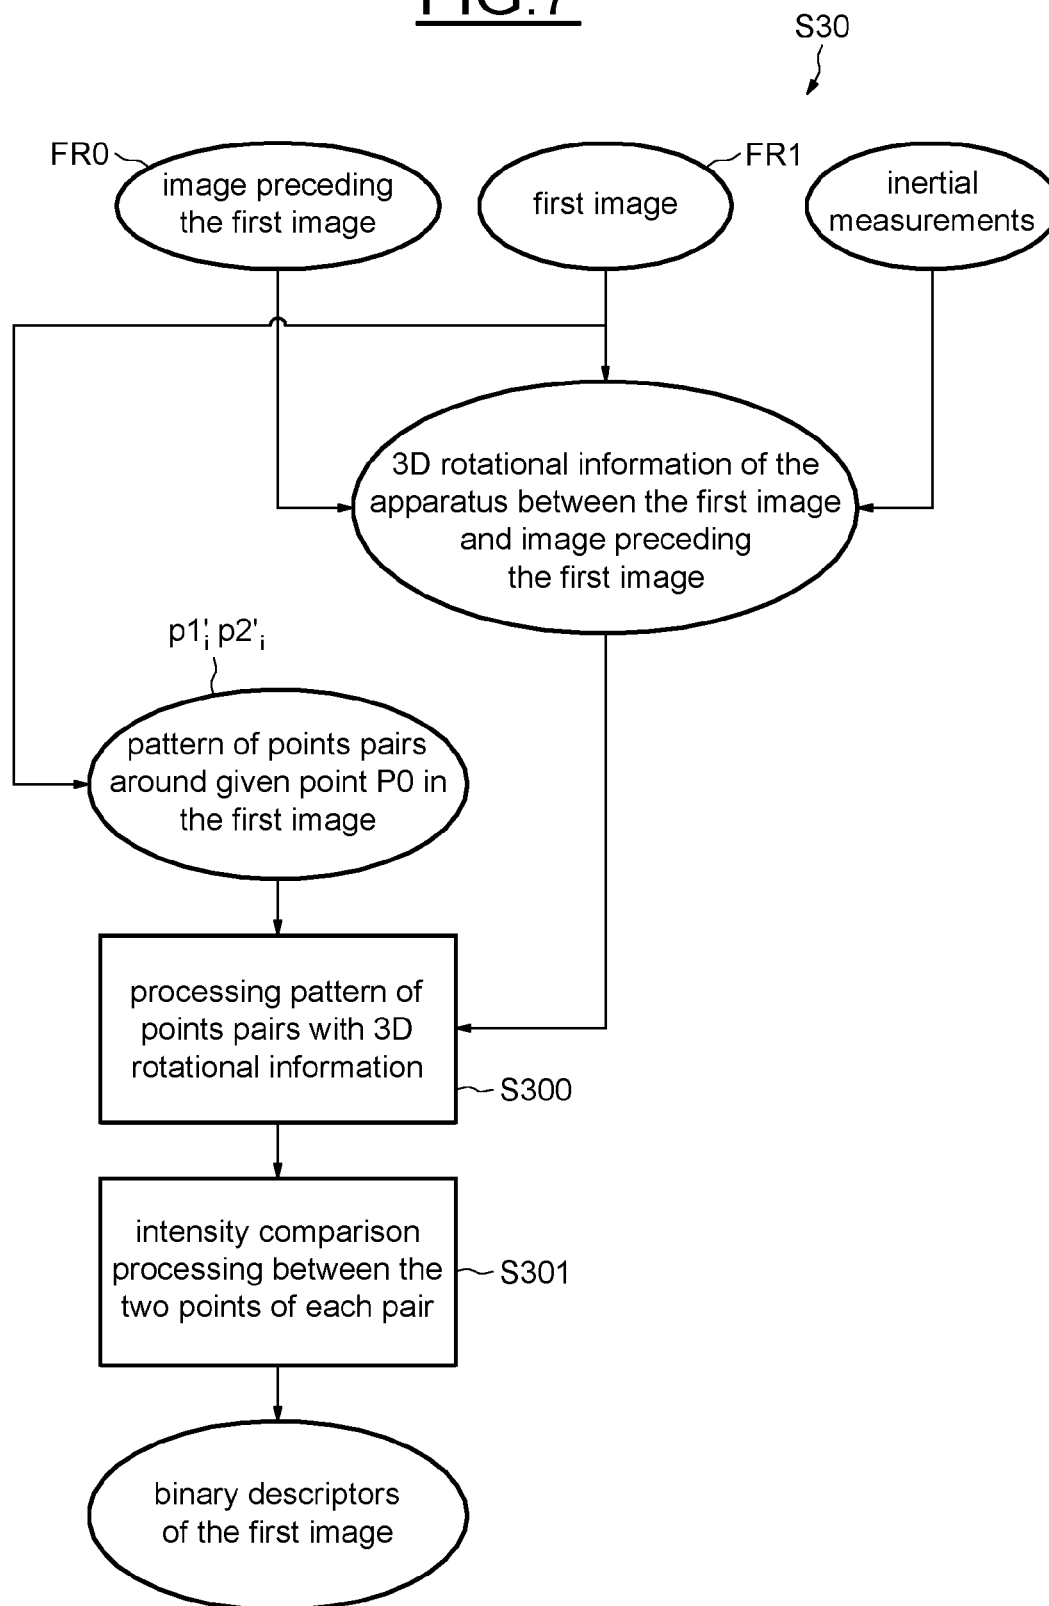 FIG.7
S30
FR0
image preceding
the first image
first image
FR1
inertial
measurements
3D rotational information of the
apparatus between the first image
and image preceding
the first image
p1'i p2'i
pattern of points pairs
around given point P0 in
the first image
processing pattern of
points pairs with 3D
rotational information
S300
intensity comparison
processing between the
two points of each pair
S301
binary descriptors
of the first image